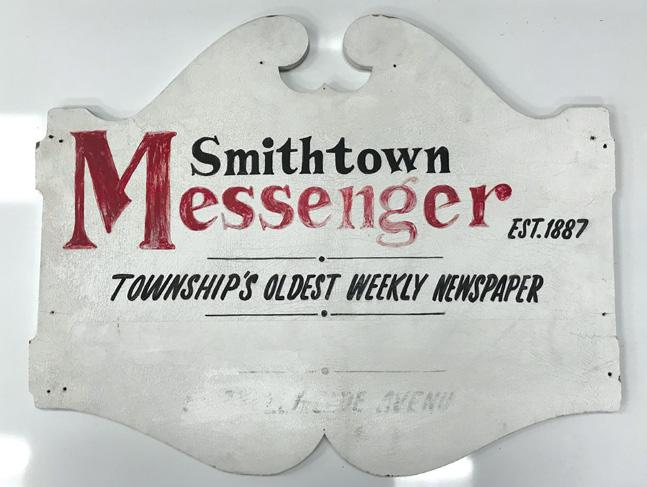 Smithtown
Messenger
EST. 1887
TOWNSHIP'S OLDEST WEEKLY NEWSPAPER